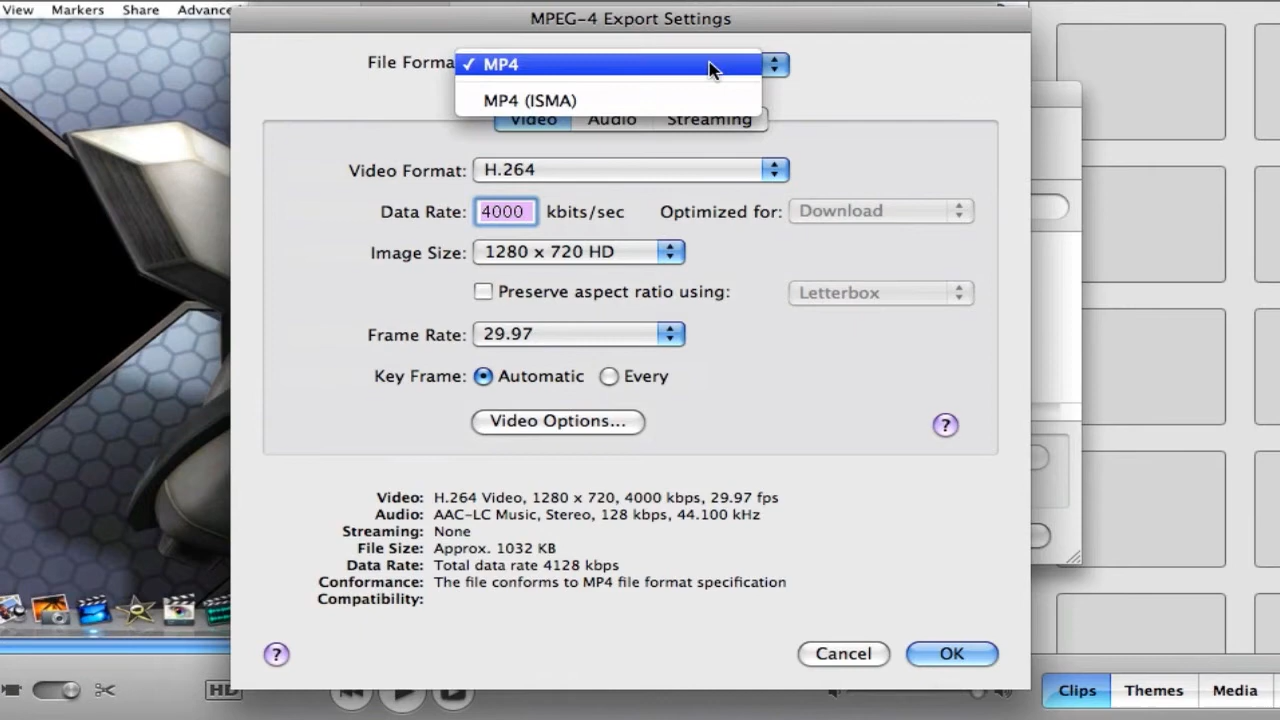 View Markers Share Advance
MPEG-4 Export Settings
File Forma
✓ MP4
MP4 (ISMA)
Video Audio Streaming
Video Format: H.264
Data Rate: 4000 kbits/sec Optimized for: Download
Image Size: 1280 x 720 HD
Preserve aspect ratio using: Letterbox
Frame Rate: 29.97
Key Frame: Automatic Every
Video Options...
?
Video: H.264 Video, 1280 x 720, 4000 kbps, 29.97 fps
Audio: AAC-LC Music, Stereo, 128 kbps, 44.100 kHz
Streaming: None
File Size: Approx. 1032 KB
Data Rate: Total data rate 4128 kbps
Conformance: The file conforms to MP4 file format specification
Compatibility:
? Cancel OK
HD
Clips Themes Media